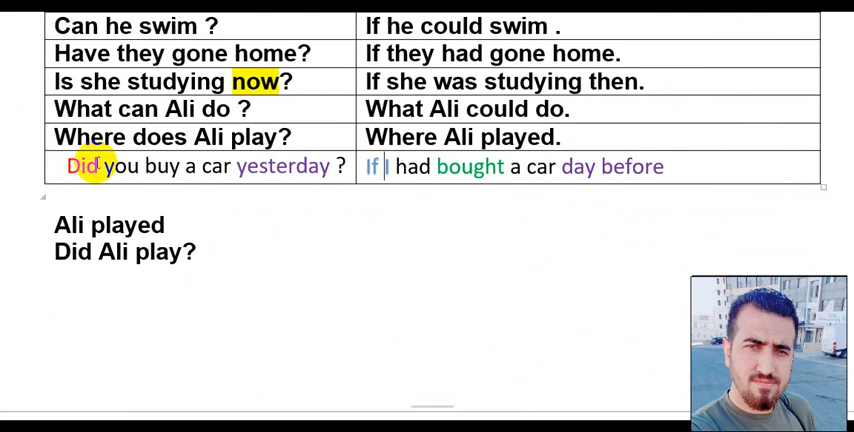 Can he swim ? If he could swim .
Have they gone home? If they had gone home.
Is she studying now? If she was studying then.
What can Ali do ? What Ali could do.
Where does Ali play? Where Ali played.
Did you buy a car yesterday ? If I had bought a car day before
Ali played
Did Ali play?